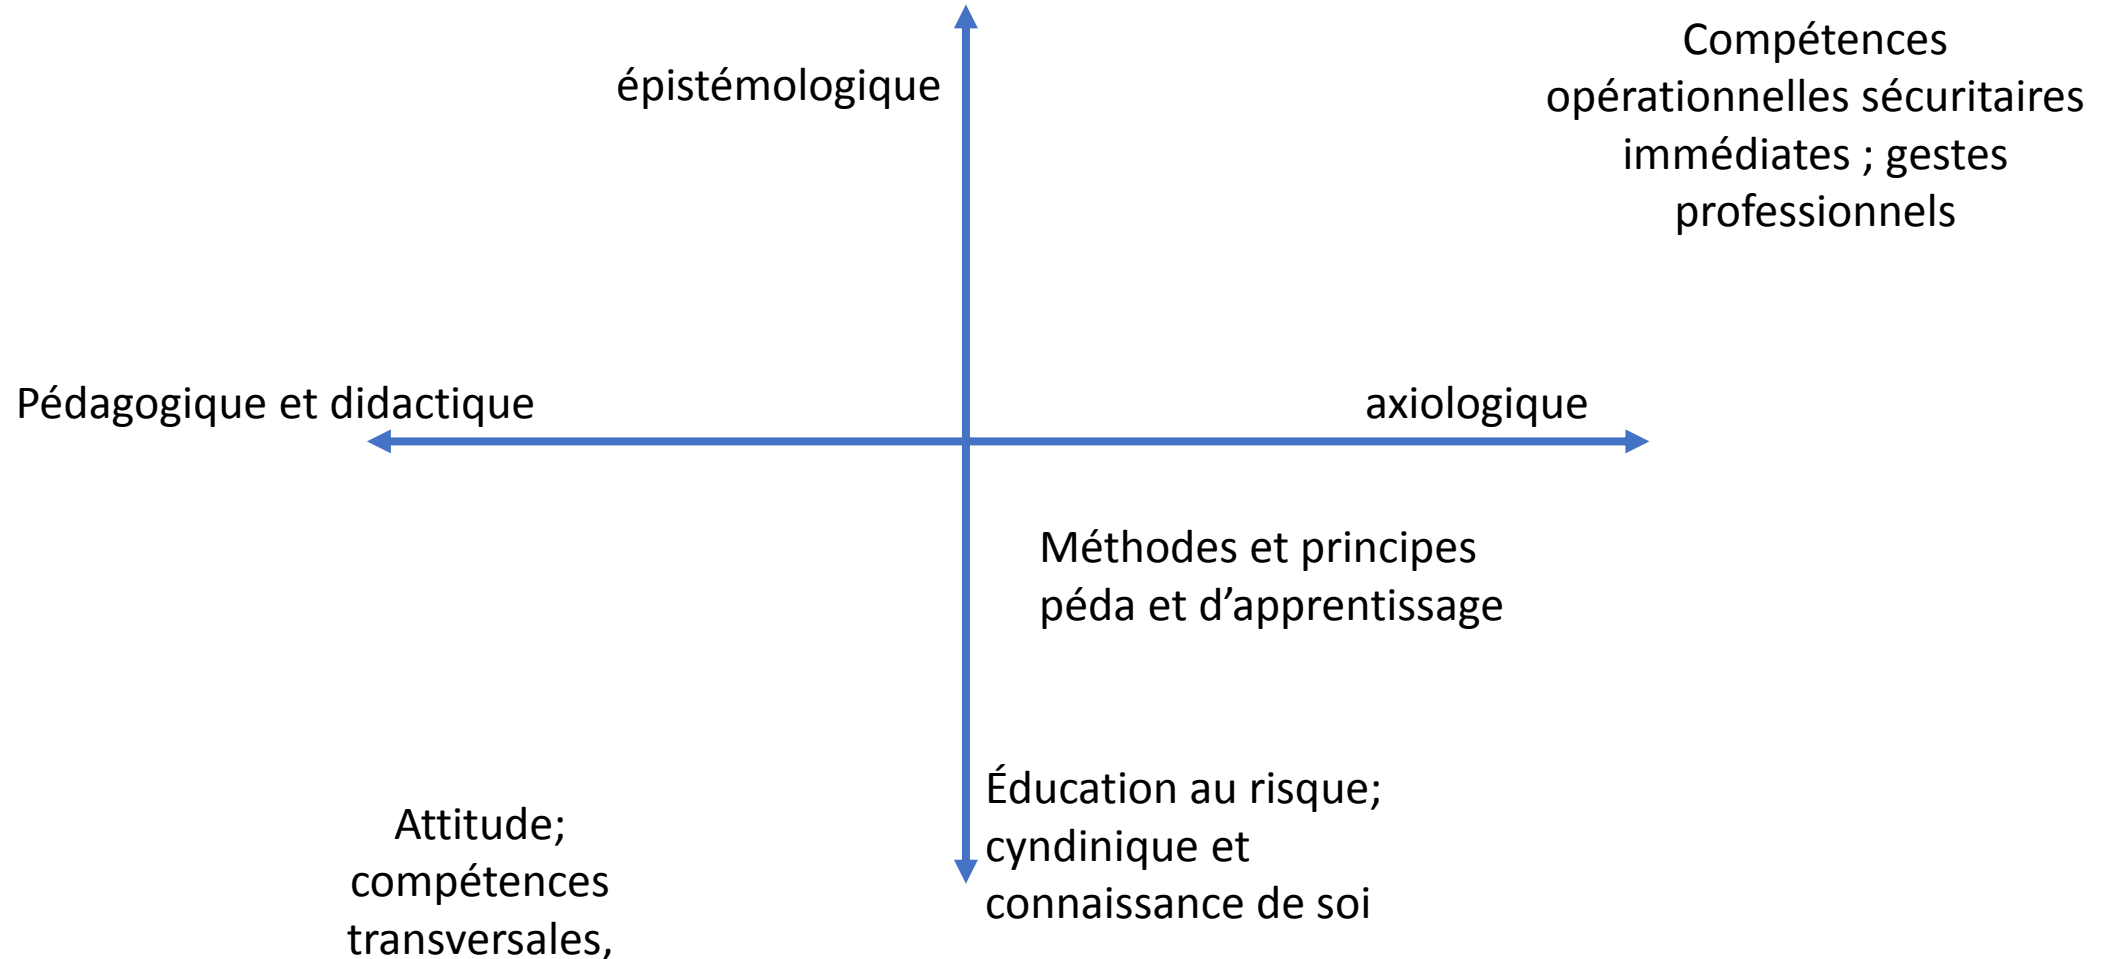 épistémologique
Compétences
opérationnelles sécuritaires
immédiates ; gestes
professionnels
Pédagogique et didactique
axiologique
Méthodes et principes
péda et d’apprentissage
Éducation au risque;
cyndinique et
connaissance de soi
Attitude;
compétences
transversales,